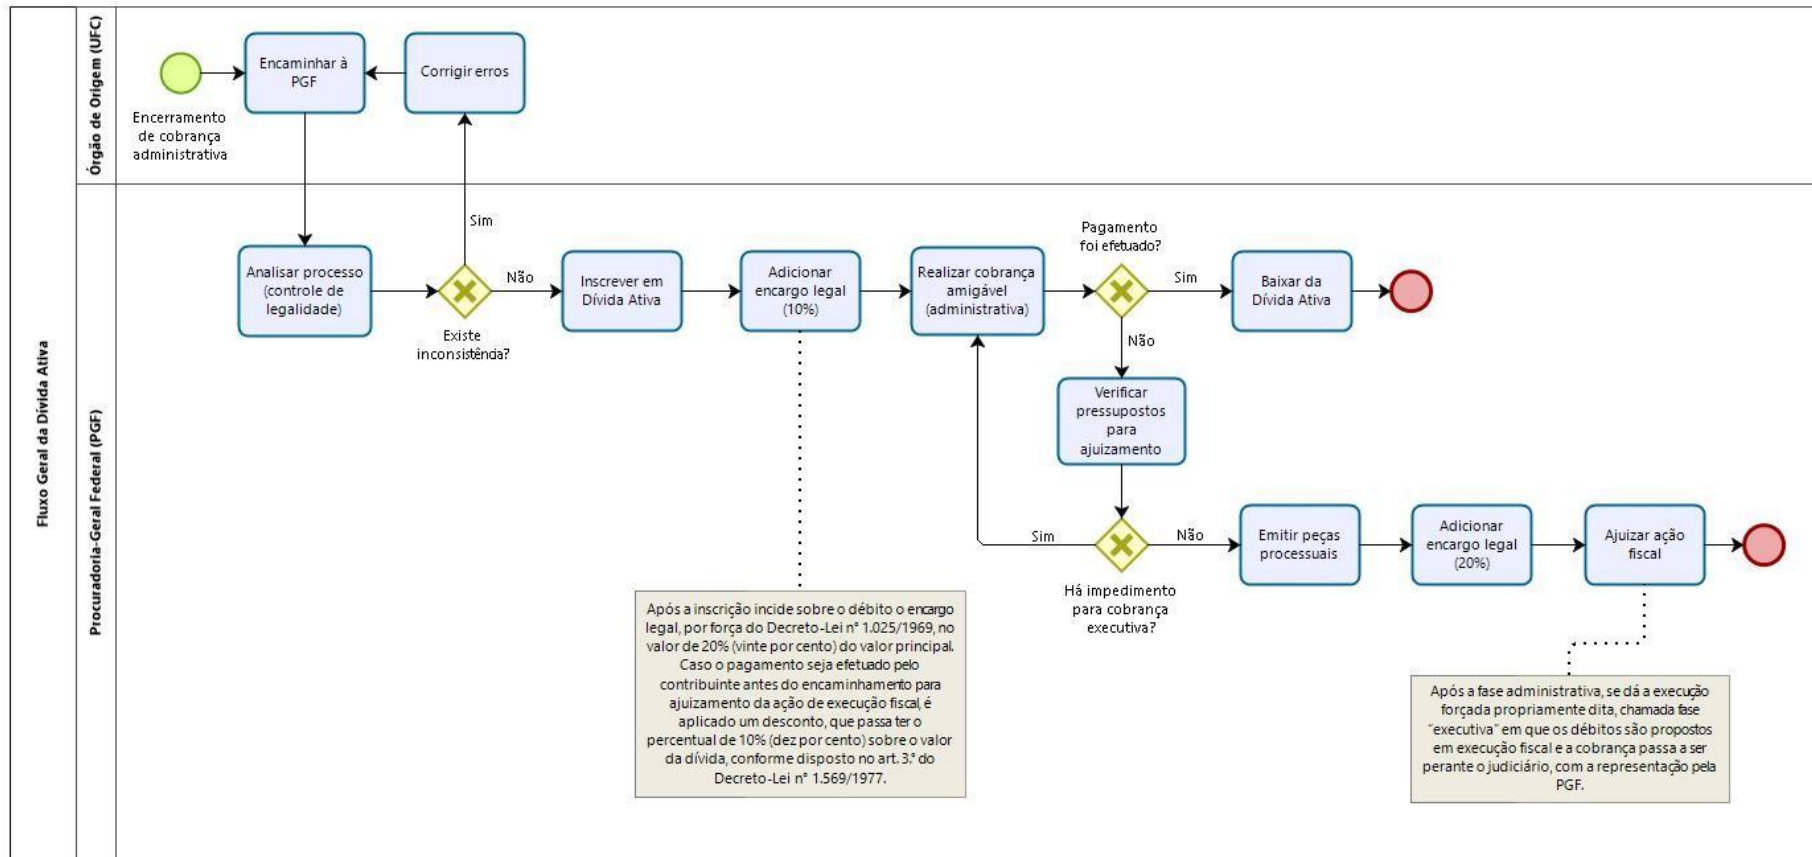 Fluxo Geral da Dívida Ativa
Órgão de Origem (UFC)
Encerramento
de cobrança
administrativa
Encaminhar à
PGF
Corrigir erros
Procuradoria-Geral Federal (PGF)
Analisar processo
(controle de
legalidade)
Existe
inconsistência?
Sim
Não
Inscrever em
Dívida Ativa
Adicionar
encargo legal
(10%)
Realizar cobrança
amigável
(administrativa)
Pagamento
foi efetuado?
Sim
Baixar da
Dívida Ativa
Não
Verificar
pressupostos
para
ajuizamento
Há impedimento
para cobrança
executiva?
Sim
Não
Emitir peças
processuais
Adicionar
encargo legal
(20%)
Ajuizar ação
fiscal
Após a inscrição incide sobre o débito o encargo
legal, por força do Decreto-Lei n° 1.025/1969, no
valor de 20% (vinte por cento) do valor principal.
Caso o pagamento seja efetuado pelo
contribuinte antes do encaminhamento para
ajuizamento da ação de execução fiscal, é
aplicado um desconto, que passa ter o
percentual de 10% (dez por cento) sobre o valor
da dívida, conforme disposto no art. 3.° do
Decreto-Lei n° 1.569/1977.
Após a fase administrativa, se dá a execução
forçada propriamente dita, chamada fase
"executiva" em que os débitos são propostos
em execução fiscal e a cobrança passa a ser
perante o judiciário, com a representação pela
PGF.